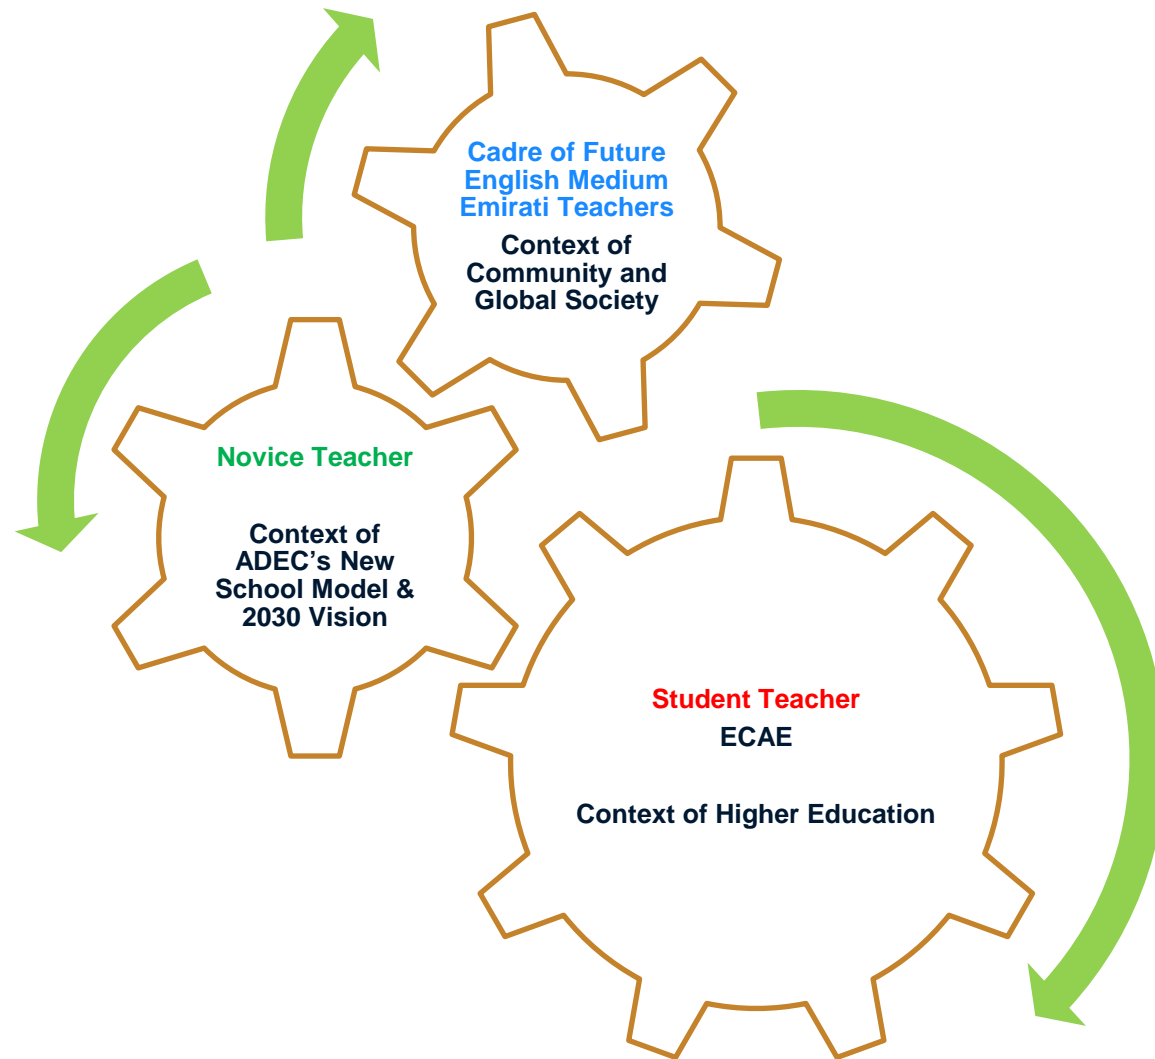 Cadre of Future
English Medium
Emirati Teachers
Context of
Community and
Global Society
Novice Teacher
Context of
ADEC’s New
School Model &
2030 Vision
Student Teacher
ECAE
Context of Higher Education